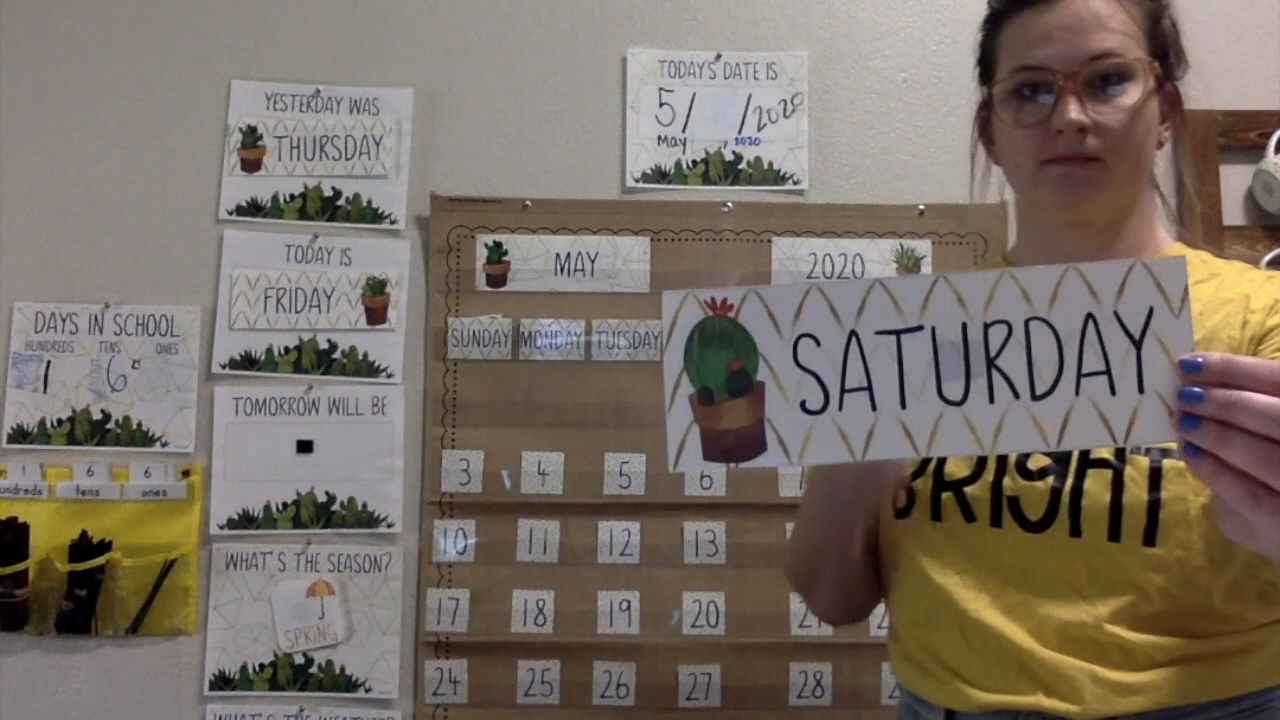 TODAY'S DATE IS
5/ /2020
May , 2020
YESTERDAY WAS
THURSDAY
TODAY IS
FRIDAY
MAY
2020
SATURDAY
DAYS IN SCHOOL
HUNDREDS TENS ONES
1 6
SUNDAY MONDAY TUESDAY
TOMORROW WILL BE
BRIGHT
3 4 5 6
1 6 6
tens ones
10 11 12 13
WHAT'S THE SEASON?
SPRING
17 18 19 20
24 25 26 27 28